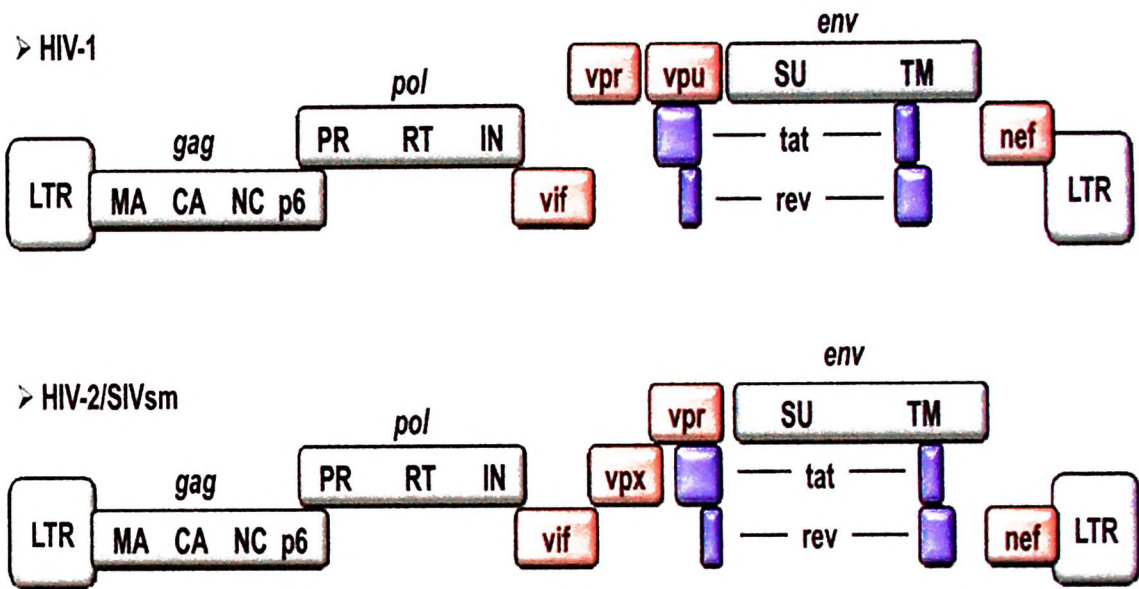 ➢ HIV-1
env
vpr vpu SU TM
pol
PR RT IN tat nef
gag
LTR MA CA NC p6 vif rev LTR
env
➢ HIV-2/SIVsm
vpr SU TM
pol
gag PR RT IN vpx tat
LTR MA CA NC p6 vif rev nef LTR